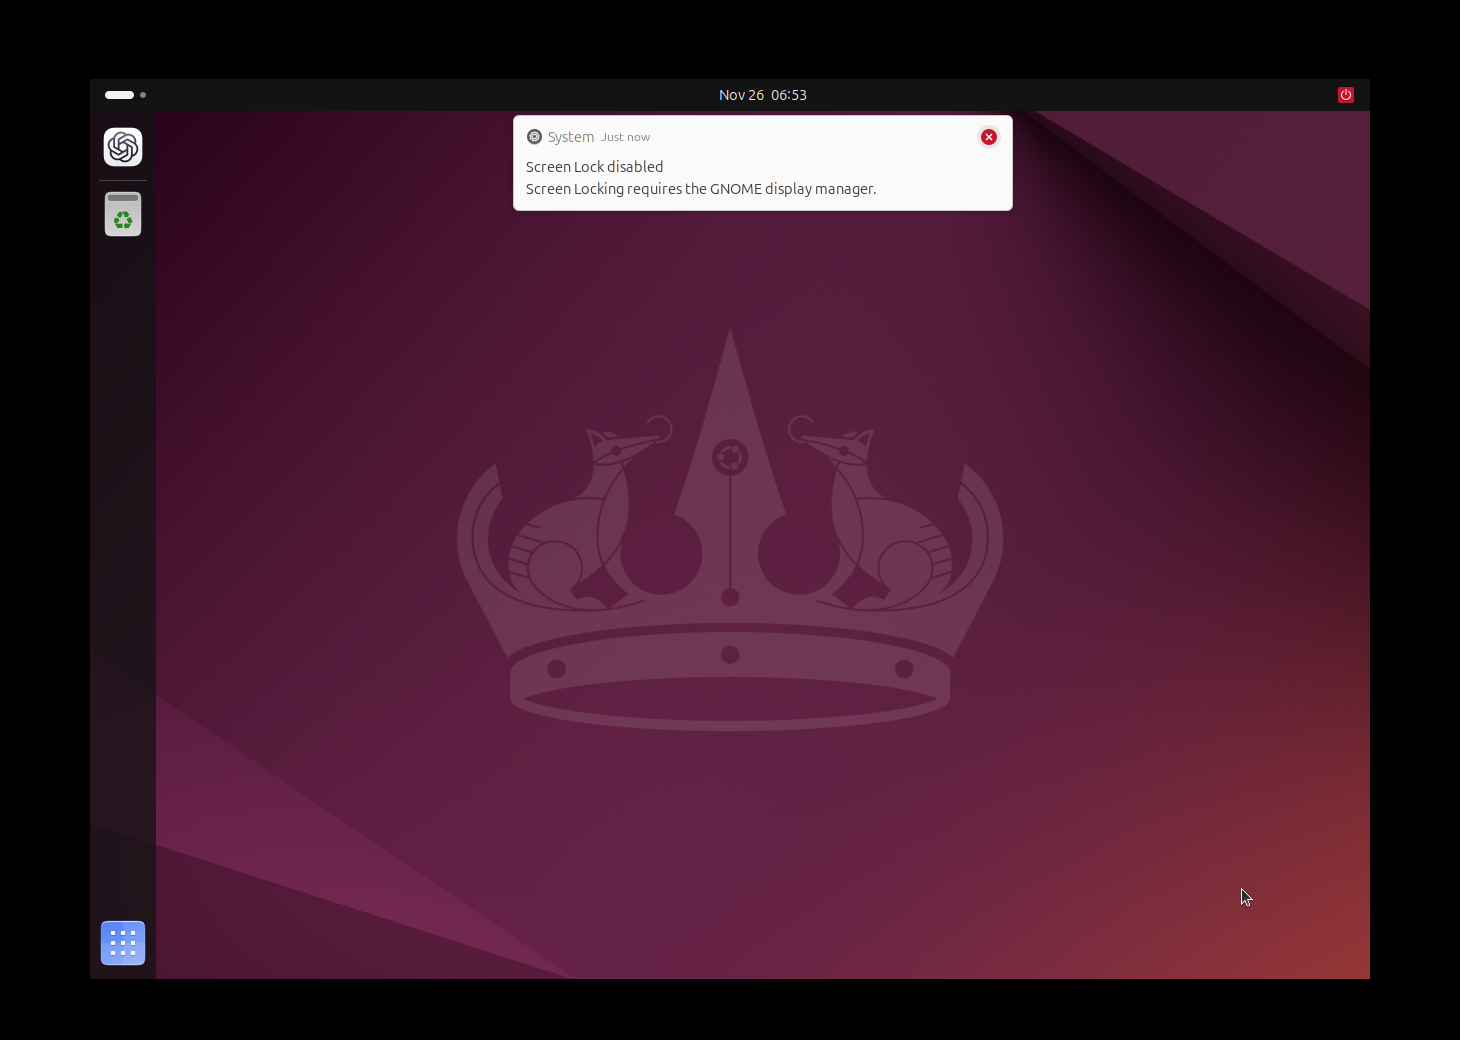 Nov 26 06:53
System Just now
Screen Lock disabled
Screen Locking requires the GNOME display manager.